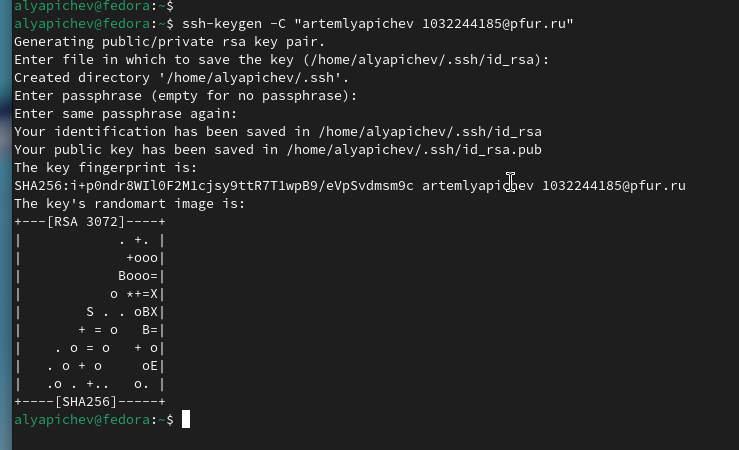 alyapichev@fedora:~$
alyapichev@fedora:~$ ssh-keygen -C "artemlyapichev 1032244185@pfur.ru"
Generating public/private rsa key pair.
Enter file in which to save the key (/home/alyapichev/.ssh/id_rsa):
Created directory '/home/alyapichev/.ssh'.
Enter passphrase (empty for no passphrase):
Enter same passphrase again:
Your identification has been saved in /home/alyapichev/.ssh/id_rsa
Your public key has been saved in /home/alyapichev/.ssh/id_rsa.pub
The key fingerprint is:
SHA256:i+p0ndr8WIl0F2M1cjsy9ttR7T1wpB9/eVpSvdmsm9c artemlyapichev 1032244185@pfur.ru
The key's randomart image is:
+---[RSA 3072]----+
|            . +. |
|             +ooo|
|            Booo=|
|           o *+=X|
|        S . . oBX|
|       + = o   B=|
|    . o = o   + o|
|   . o + o     oE|
|   .o . +..   o. |
+----[SHA256]-----+
alyapichev@fedora:~$